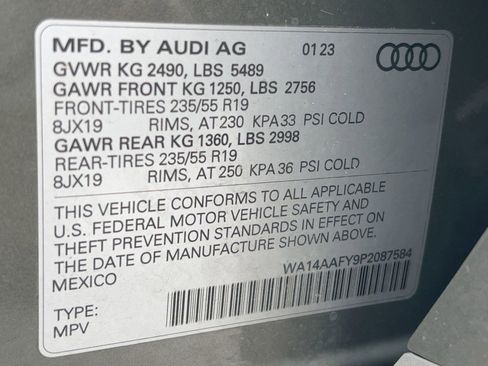 MFD. BY AUDI AG 01 23
GVWR KG 2490, LBS 5489
GAWR FRONT KG 1250, LBS 2756
FRONT-TIRES 235/55 R19
8JX19 RIMS, AT 230 KPA 33 PSI COLD
GAWR REAR KG 1360, LBS 2998
REAR-TIRES 235/55 R19
8JX19 RIMS, AT 250 KPA 36 PSI COLD
THIS VEHICLE CONFORMS TO ALL APPLICABLE
U.S. FEDERAL MOTOR VEHICLE SAFETY AND
THEFT PREVENTION STANDARDS IN EFFECT ON
THE DATE OF MANUFACTURE SHOWN ABOVE.
MEXICO
WA14AAFY9P2087584
TYPE:
MPV